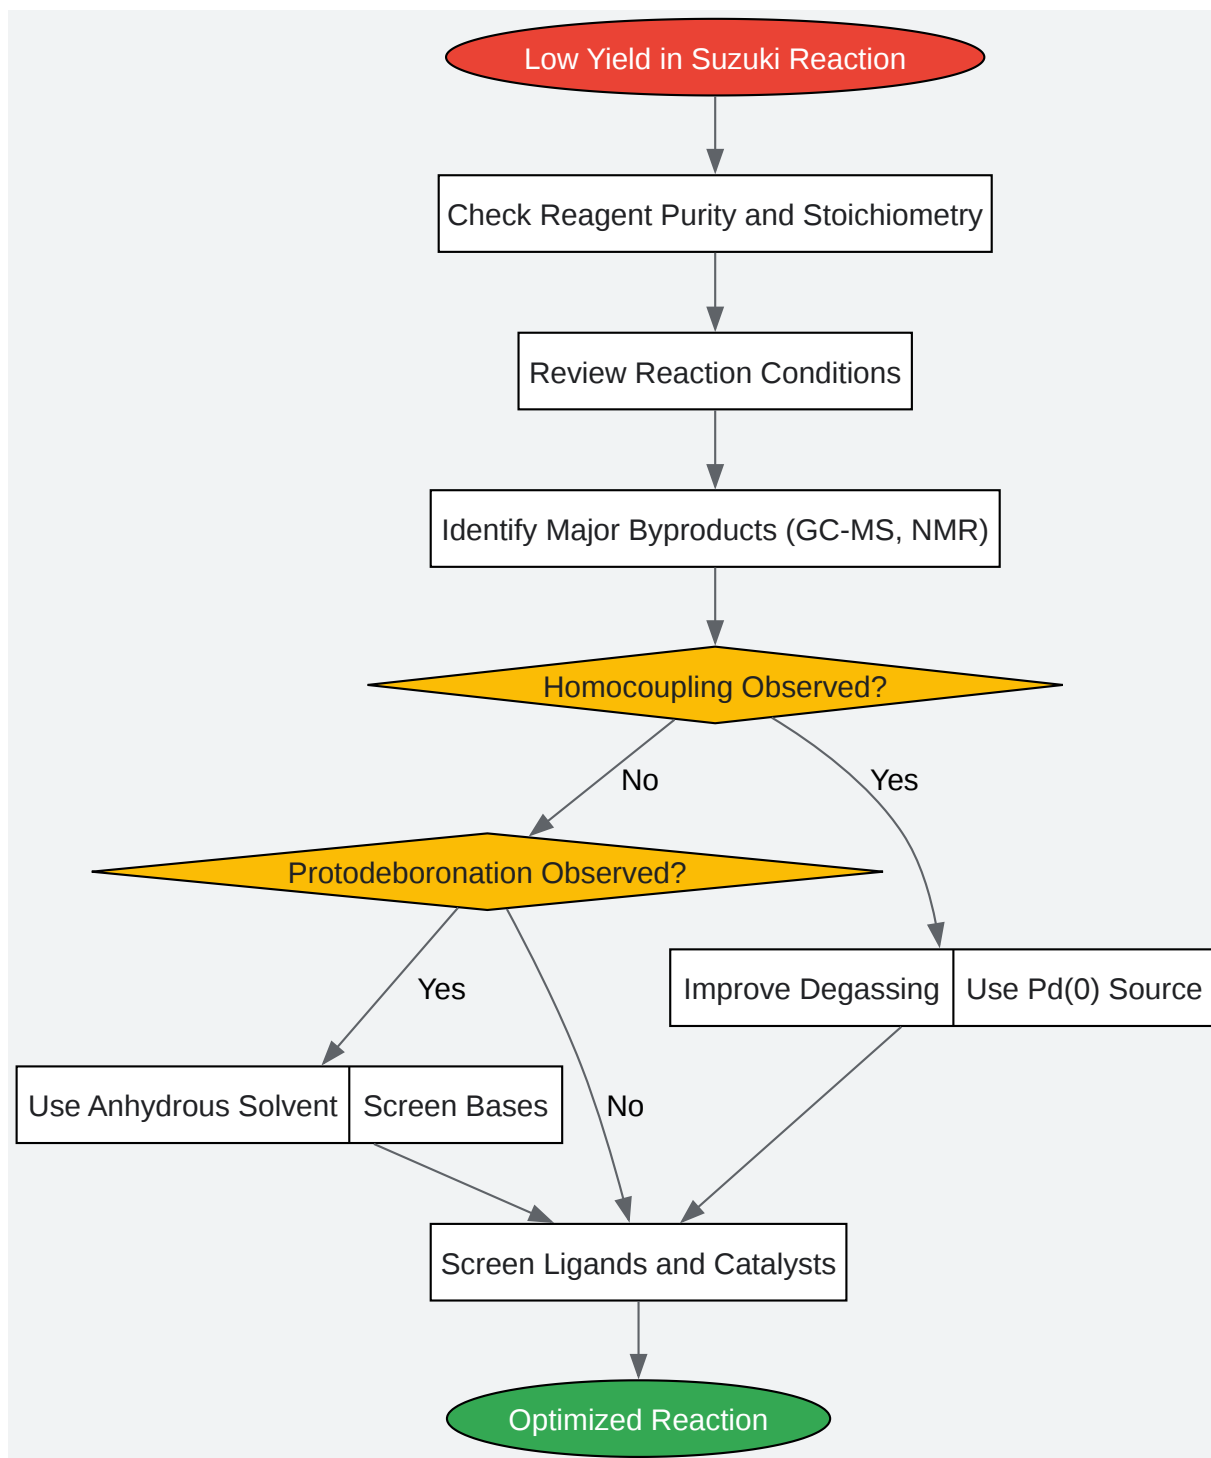 Low Yield in Suzuki Reaction
Check Reagent Purity and Stoichiometry
Review Reaction Conditions
Identify Major Byproducts (GC-MS, NMR)
Homocoupling Observed?
No
Yes
Protodeboronation Observed?
Yes
Improve Degassing
Use Pd(0) Source
Use Anhydrous Solvent
Screen Bases
No
Screen Ligands and Catalysts
Optimized Reaction